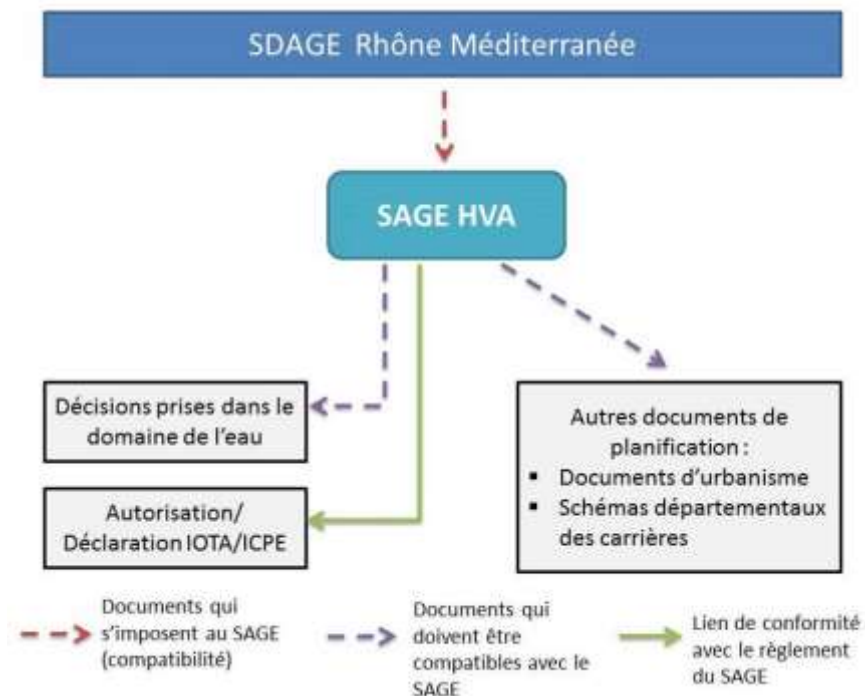 SDAGE Rhône Méditerranée
SAGE HVA
Décisions prises dans le
domaine de l'eau
Autorisation/
Déclaration IOTA/ICPE
Autres documents de
planification :
▪ Documents d'urbanisme
▪ Schémas départementaux
des carrières
Documents qui
s'imposent au SAGE
(compatibilité)
Documents qui
doivent être
compatibles avec le
SAGE
Lien de conformité
avec le règlement
du SAGE